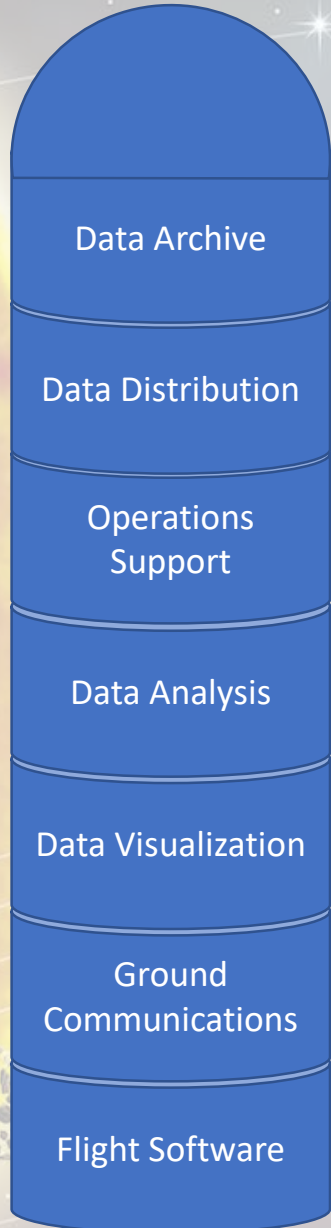 Data Archive
Data Distribution
Operations
Support
Data Analysis
Data Visualization
Ground
Communications
Flight Software